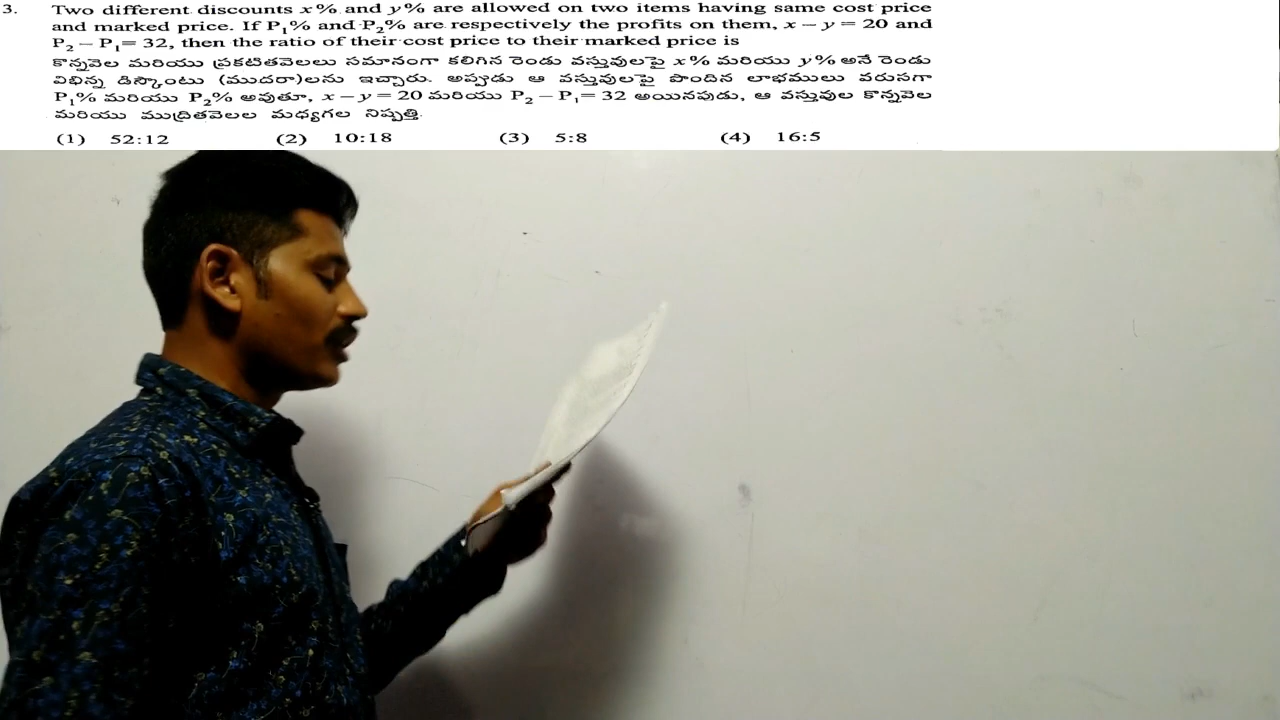 3. Two different discounts x% and y% are allowed on two items having same cost price
and marked price. If P₁% and P₂% are respectively the profits on them, x – y = 20 and
P₂ – P₁= 32, then the ratio of their cost price to their marked price is
కొన్నవెల మరియు ప్రకటితవెలలు సమానంగా కలిగిన రెండు వస్తువులపై x% మరియు y% అనే రెండు
విభిన్న డిస్కౌంటు (ముదరా)లను ఇచ్చారు. అప్పుడు ఆ వస్తువులపై పొందిన లాభములు వరుసగా
P₁% మరియు P₂% అవుతూ, x – y = 20 మరియు P₂ – P₁= 32 అయినపుడు, ఆ వస్తువుల కొన్నవెల
మరియు ముద్రితవెలల మధ్యగల నిష్పత్తి.
(1) 52:12 (2) 10:18 (3) 5:8 (4) 16:5